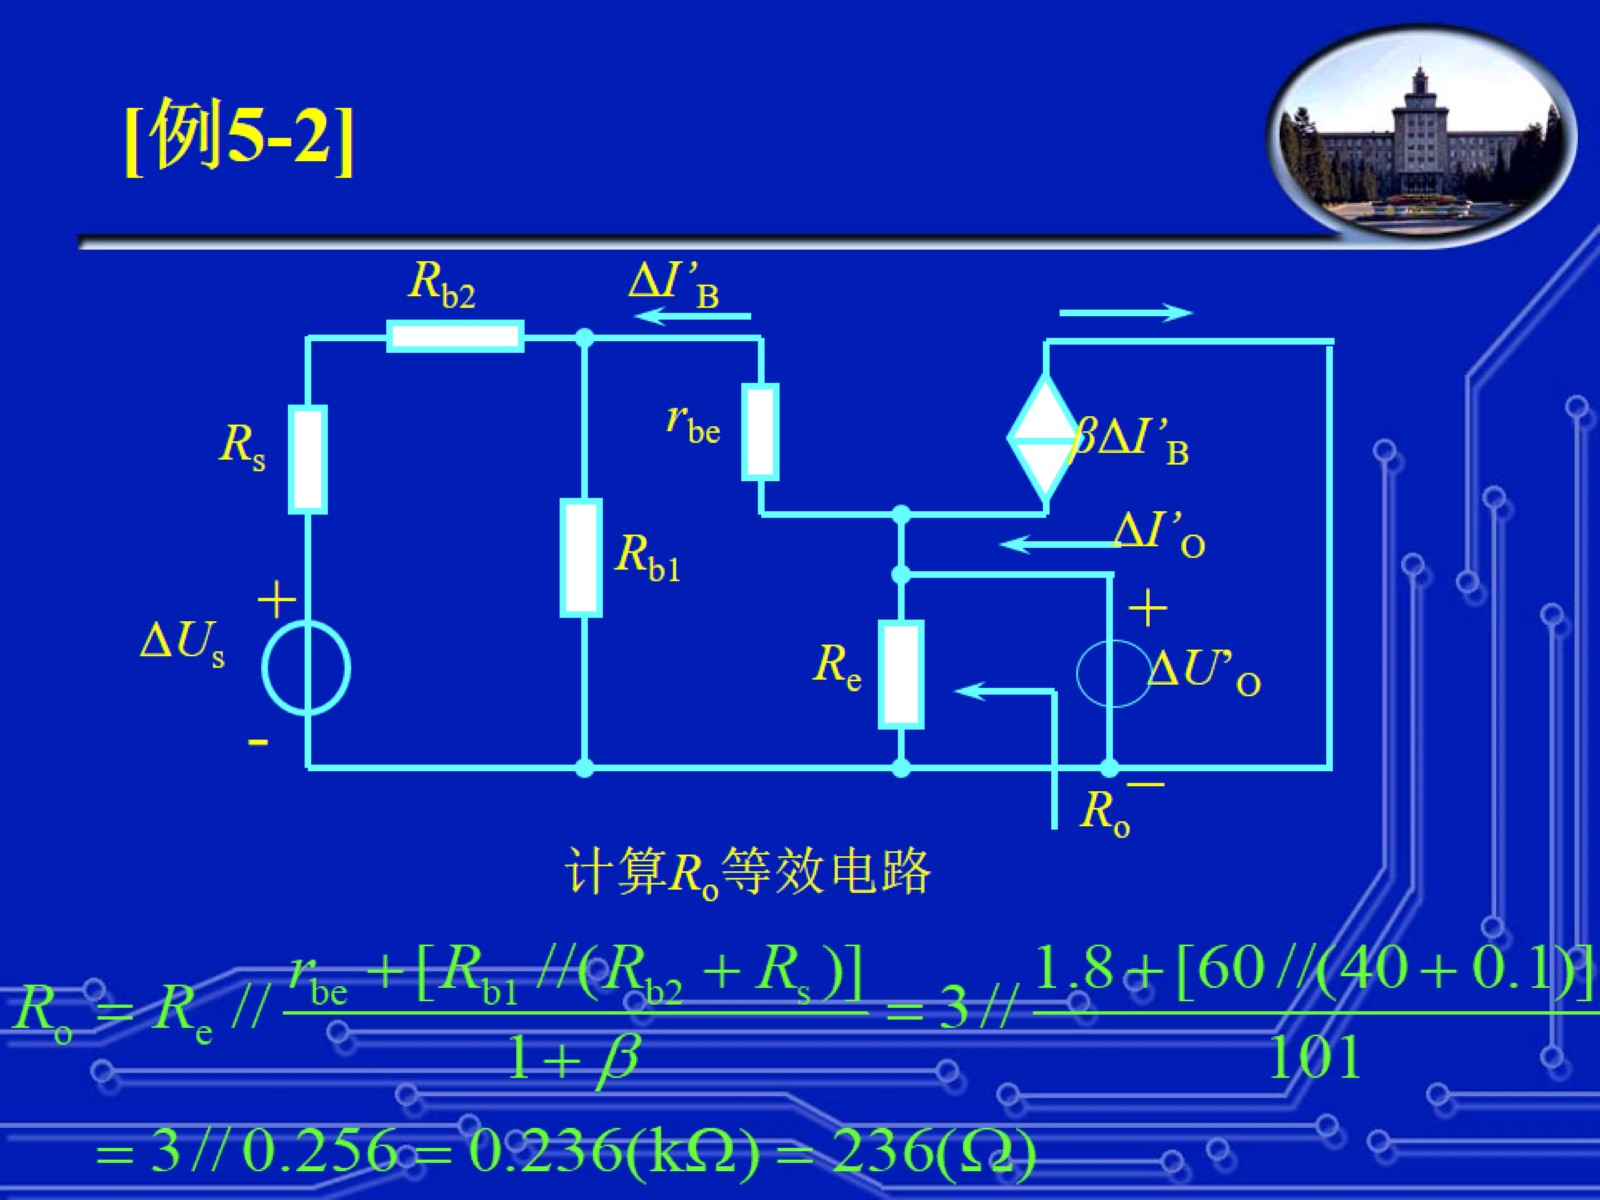 [例5-2]
R_b2
ΔI’_B
R_s
r_be
βΔI’_B
R_b1
ΔI’_O
+
ΔU_s
-
R_e
+
ΔU’_O
−
R_o
计算R_o等效电路
R_o = R_e // \frac{r_be + [R_b1 //(R_b2 + R_s)]}{1 + β} = 3 // \frac{1.8 + [60 //(40 + 0.1)]}{101}
= 3 // 0.256 = 0.236(kΩ) = 236(Ω)